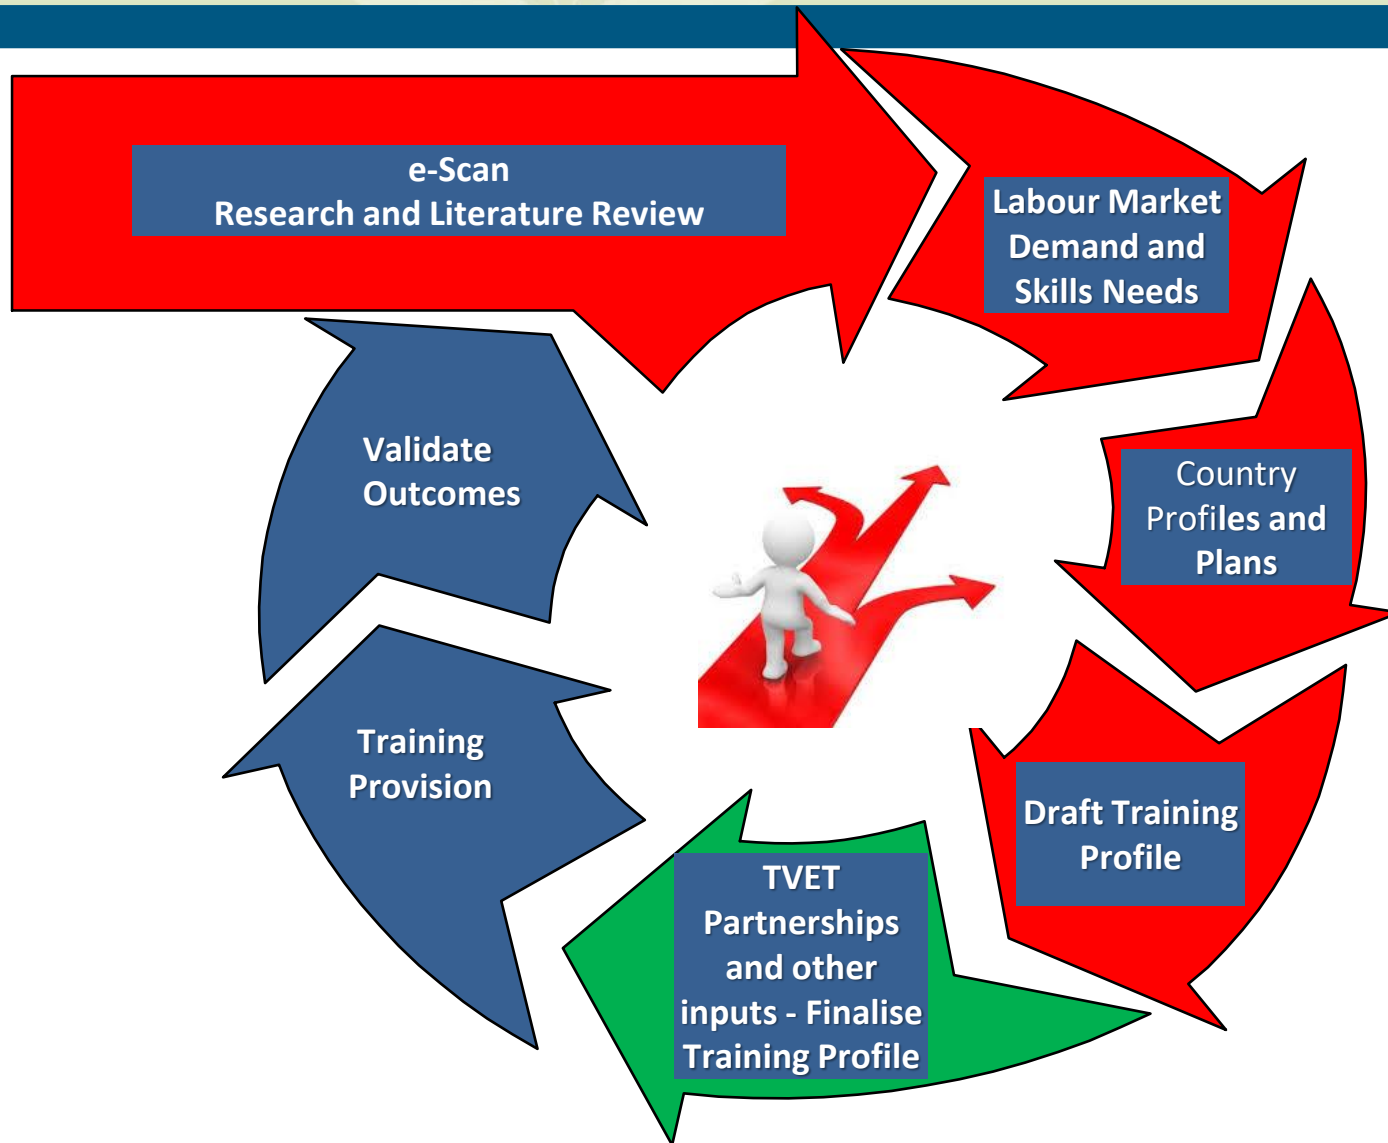 e-Scan
Research and Literature Review
Labour Market
Demand and
Skills Needs
Country
Profiles and
Plans
Draft Training
Profile
TVET
Partnerships
and other
inputs - Finalise
Training Profile
Training
Provision
Validate
Outcomes